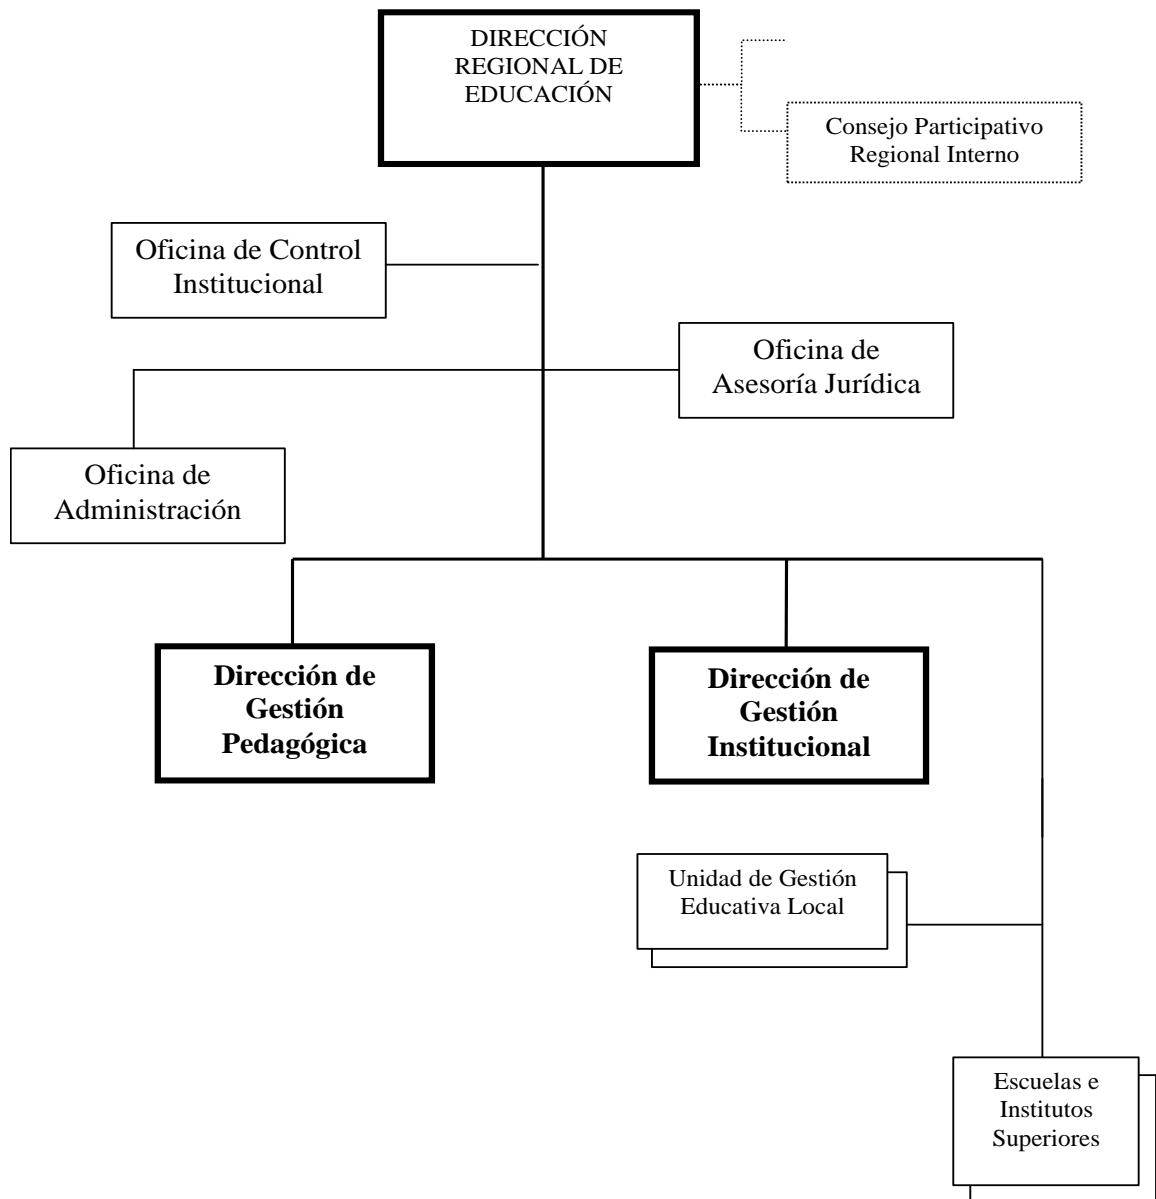 DIRECCIÓN
REGIONAL DE
EDUCACIÓN
Consejo Participativo
Regional Interno
Oficina de Control
Institucional
Oficina de
Asesoría Jurídica
Oficina de
Administración
Dirección de
Gestión
Pedagógica
Dirección de
Gestión
Institucional
Unidad de Gestión
Educativa Local
Escuelas e
Institutos
Superiores